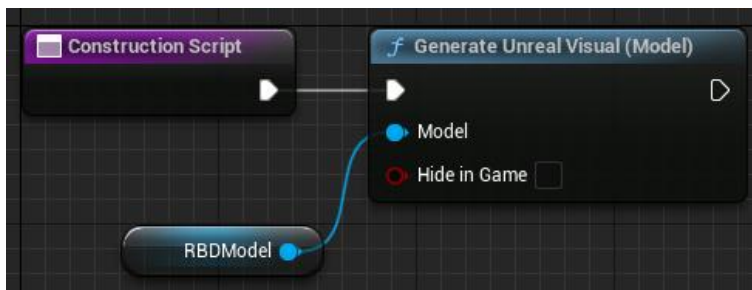 Construction Script
f Generate Unreal Visual (Model)
Model
Hide in Game
RBDModel